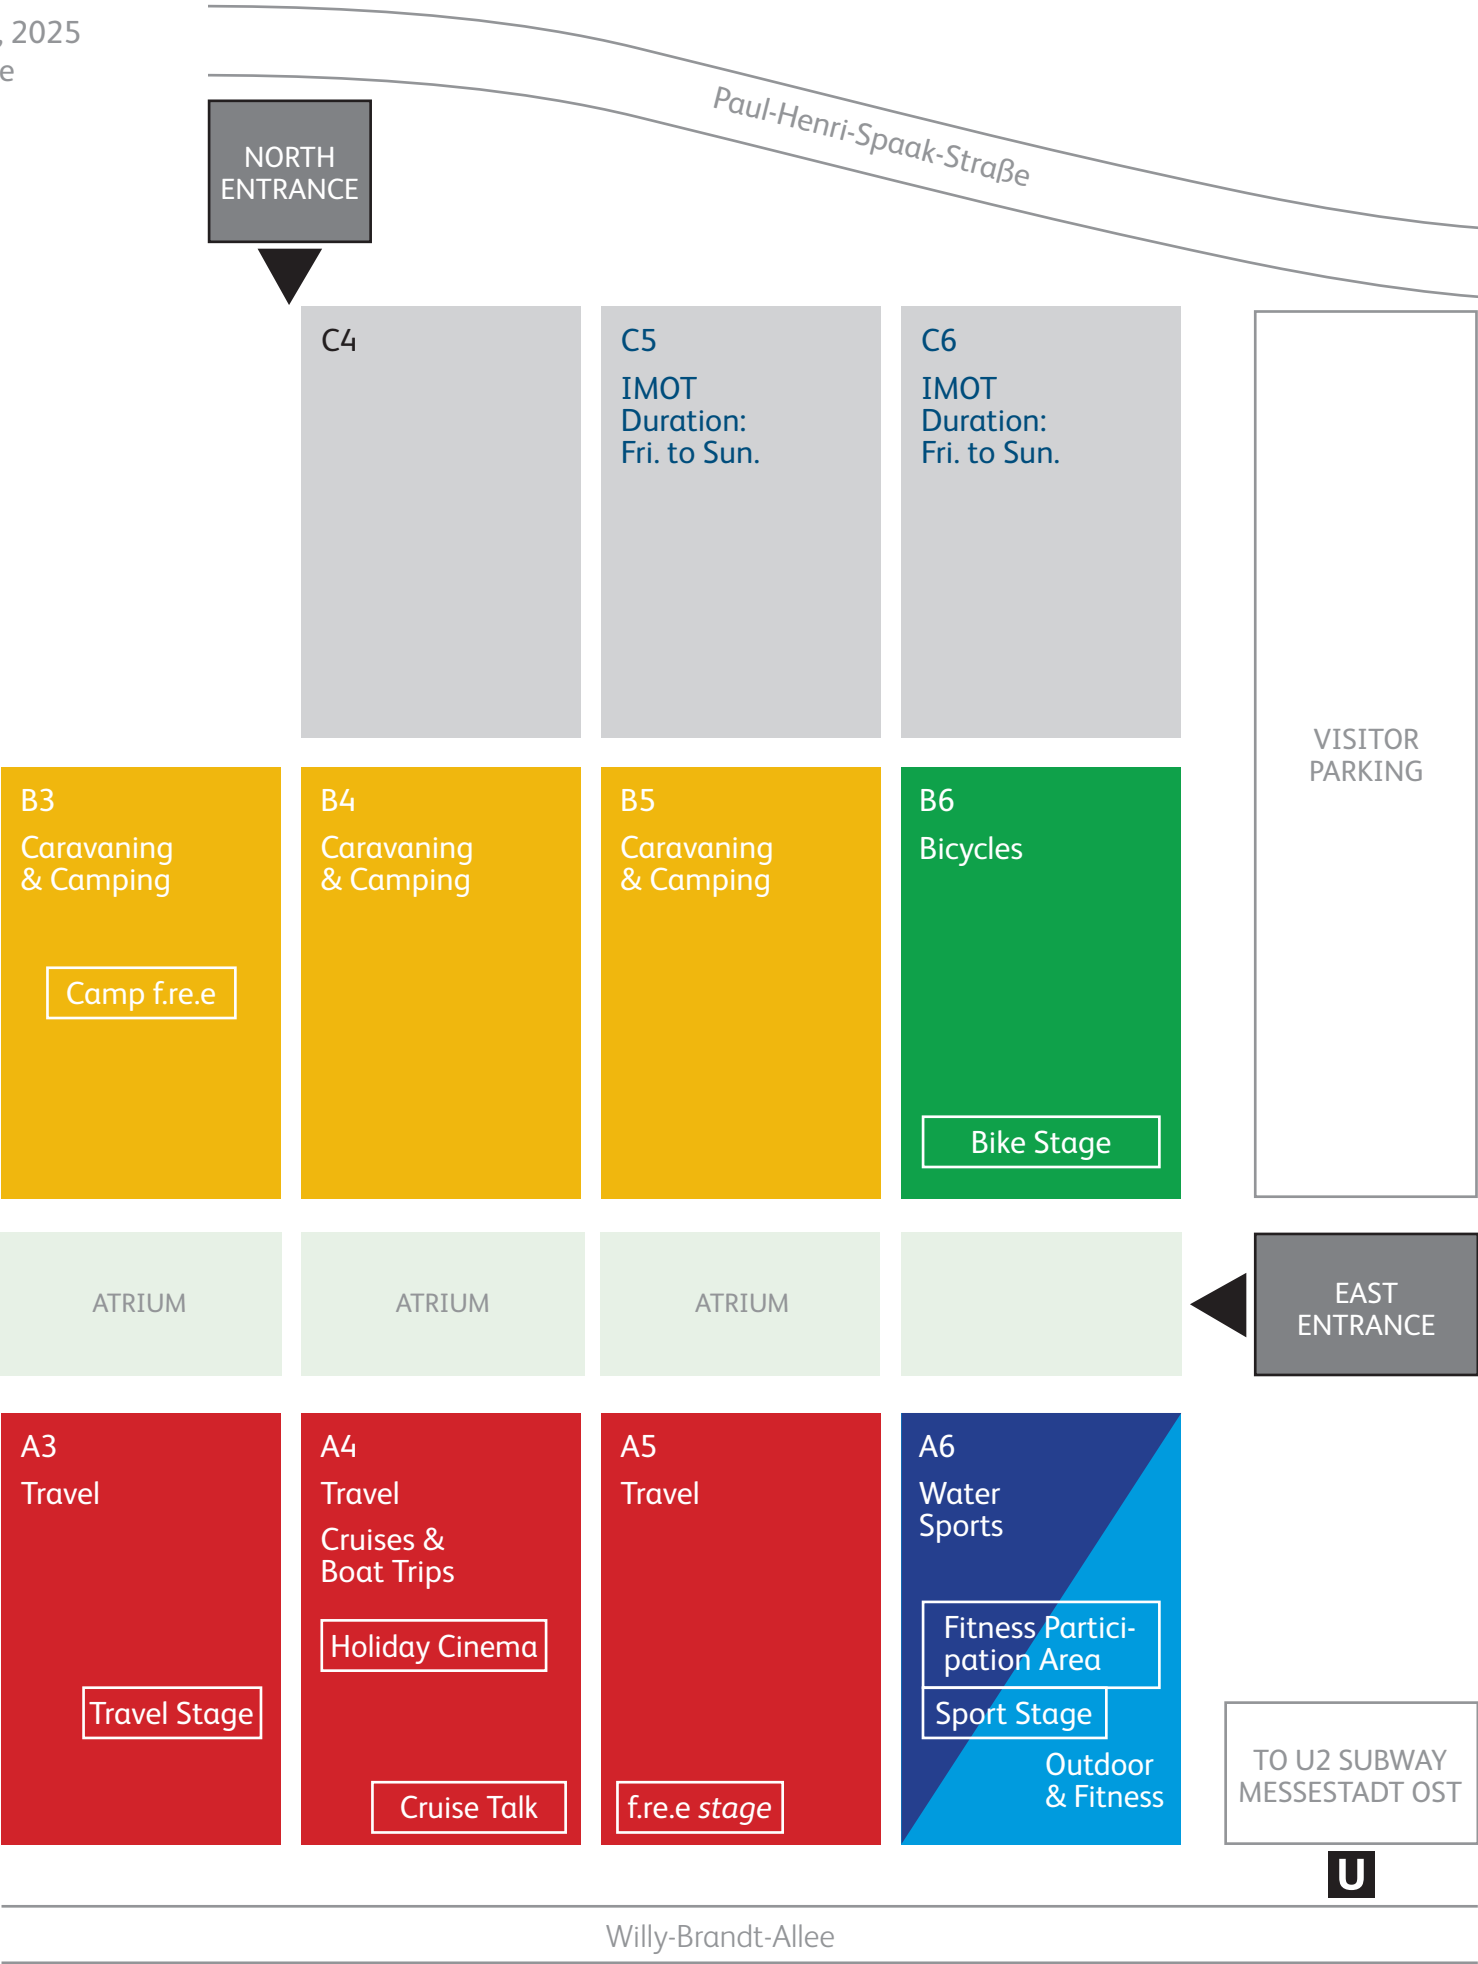 , 2025
e
Paul-Henri-Spaak-Straße
NORTH
ENTRANCE
C4
C5
IMOT
Duration:
Fri. to Sun.
C6
IMOT
Duration:
Fri. to Sun.
VISITOR
PARKING
B3
Caravaning
& Camping
Camp f.re.e
B4
Caravaning
& Camping
B5
Caravaning
& Camping
B6
Bicycles
Bike Stage
ATRIUM
ATRIUM
ATRIUM
EAST
ENTRANCE
A3
Travel
Travel Stage
A4
Travel
Cruises &
Boat Trips
Holiday Cinema
Cruise Talk
A5
Travel
f.re.e stage
A6
Water
Sports
Fitness Partici-
pation Area
Sport Stage
Outdoor
& Fitness
TO U2 SUBWAY
MESSESTADT OST
U
Willy-Brandt-Allee